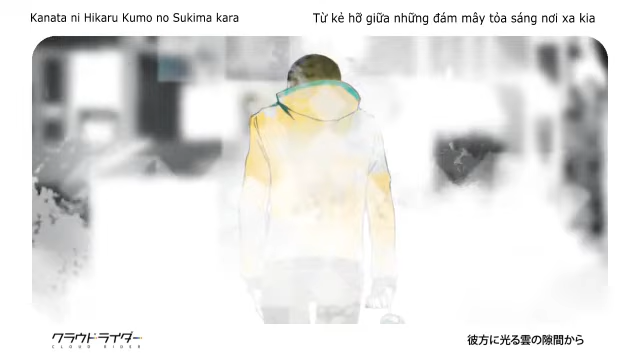 Kanata ni Hikaru Kumo no Sukima kara
Từ kẻ hỡ giữa những đám mây tỏa sáng nơi xa kia
クラウドライダー
CLOUD RIDER
彼方に光る雲の隙間から